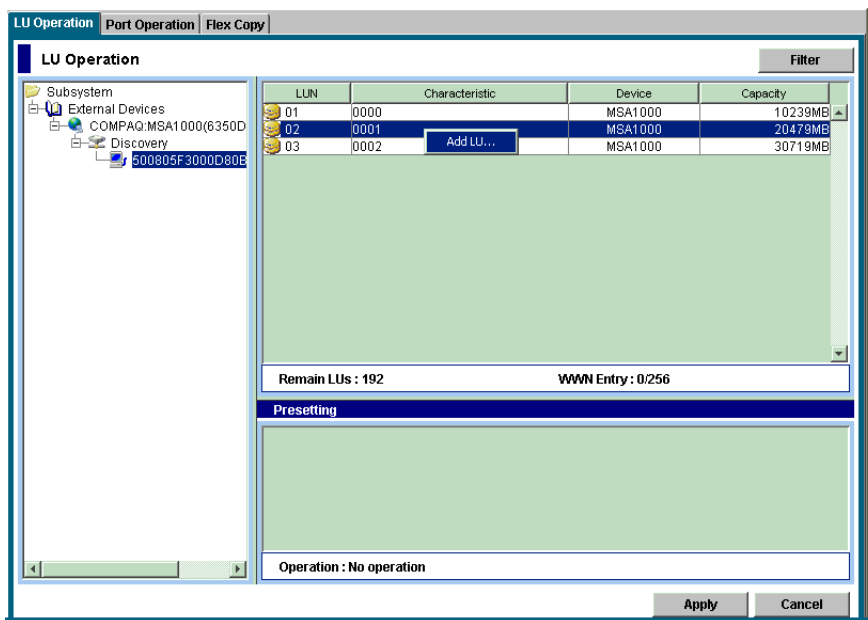 LU Operation Port Operation Flex Copy
LU Operation
Filter
Subsystem
External Devices
COMPAQ:MSA1000(6350D
Discovery
500805F3000D80B
LUN Characteristic Device Capacity
01 0000 MSA1000 10239MB
02 0001 MSA1000 20479MB
03 0002 MSA1000 30719MB
Add LU...
Remain LUs : 192 WWN Entry : 0/256
Presetting
Operation : No operation
Apply Cancel